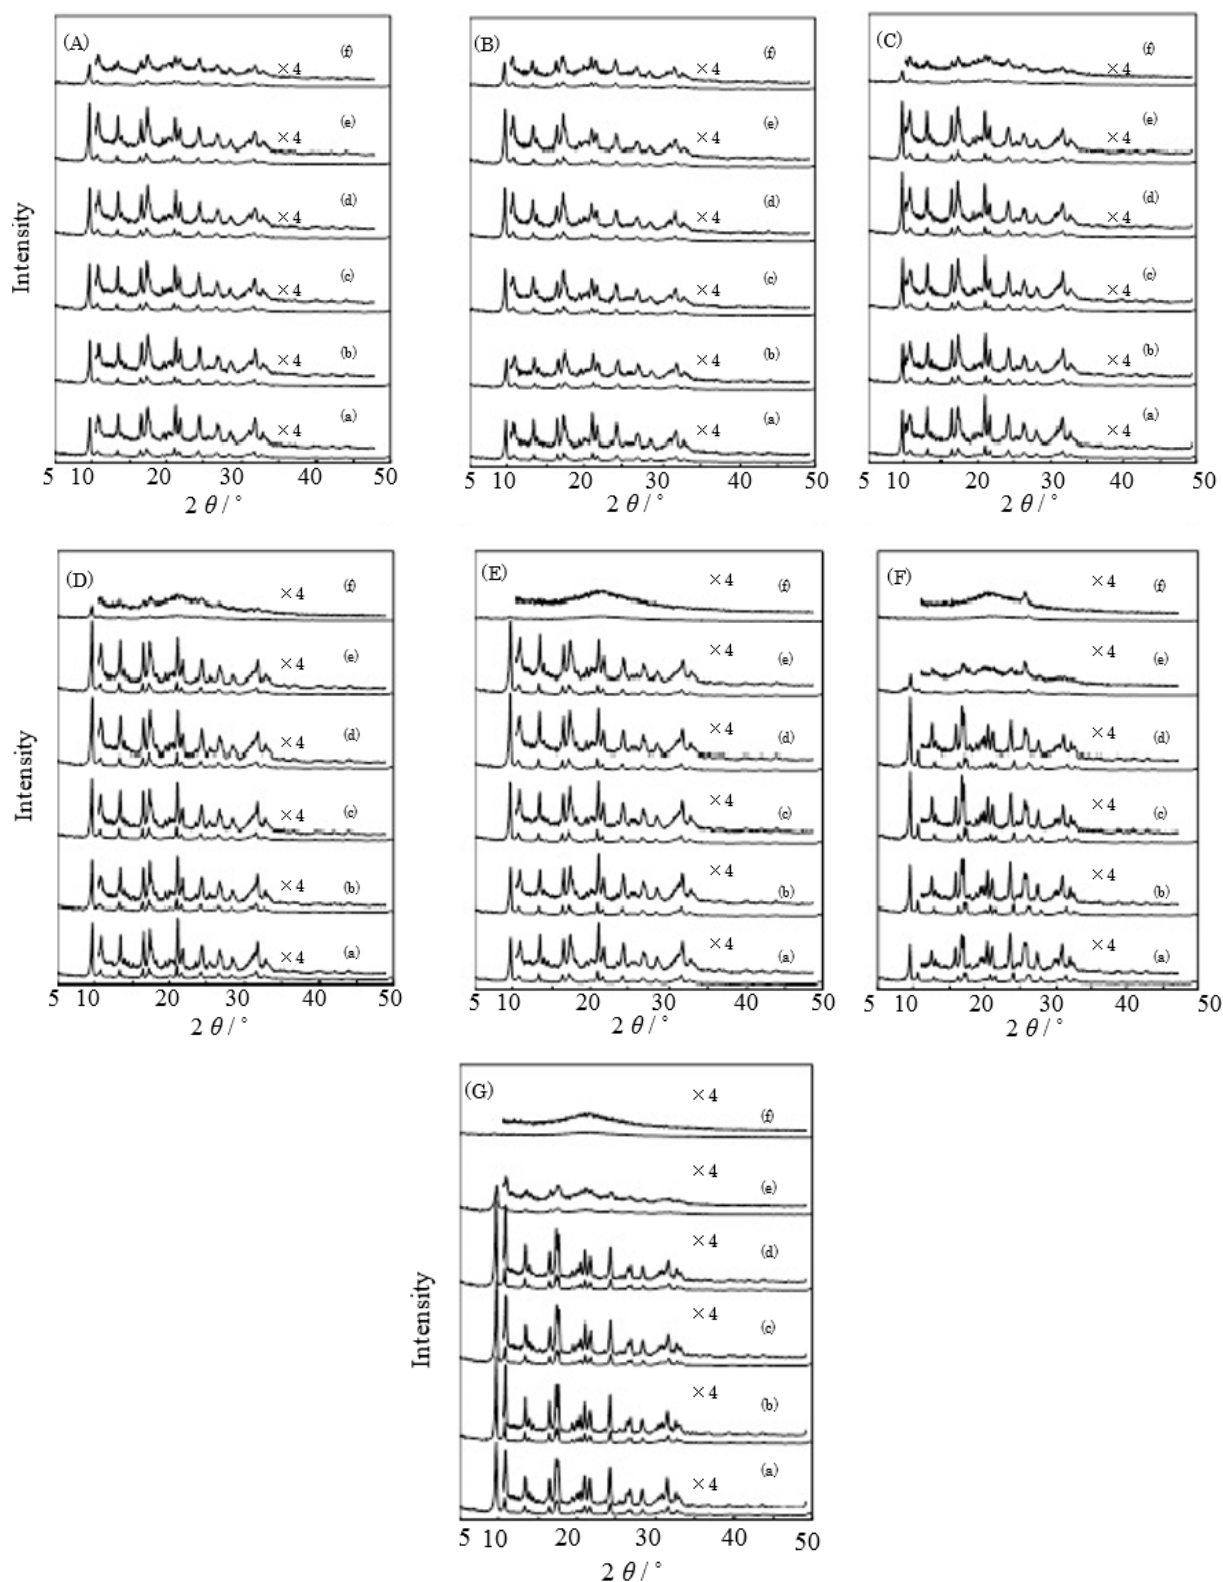 (A)
(f)
×4
(e)
×4
(d)
×4
(c)
×4
(b)
×4
(a)
×4
5 10 20 30 40 50
2 θ / °
Intensity
(B)
(f)
×4
(e)
×4
(d)
×4
(c)
×4
(b)
×4
(a)
×4
5 10 20 30 40 50
2 θ / °
(C)
(f)
×4
(e)
×4
(d)
×4
(c)
×4
(b)
×4
(a)
×4
5 10 20 30 40 50
2 θ / °
(D)
(f)
×4
(e)
×4
(d)
×4
(c)
×4
(b)
×4
(a)
×4
5 10 20 30 40 50
2 θ / °
Intensity
(E)
×4
(f)
×4
(e)
×4
(d)
×4
(c)
×4
(b)
×4
(a)
5 10 20 30 40 50
2 θ / °
(F)
×4
(f)
×4
(e)
×4
(d)
×4
(c)
×4
(b)
×4
(a)
5 10 20 30 40 50
2 θ / °
(G)
×4
(f)
×4
(e)
×4
(d)
×4
(c)
×4
(b)
×4
(a)
5 10 20 30 40 50
2 θ / °
Intensity